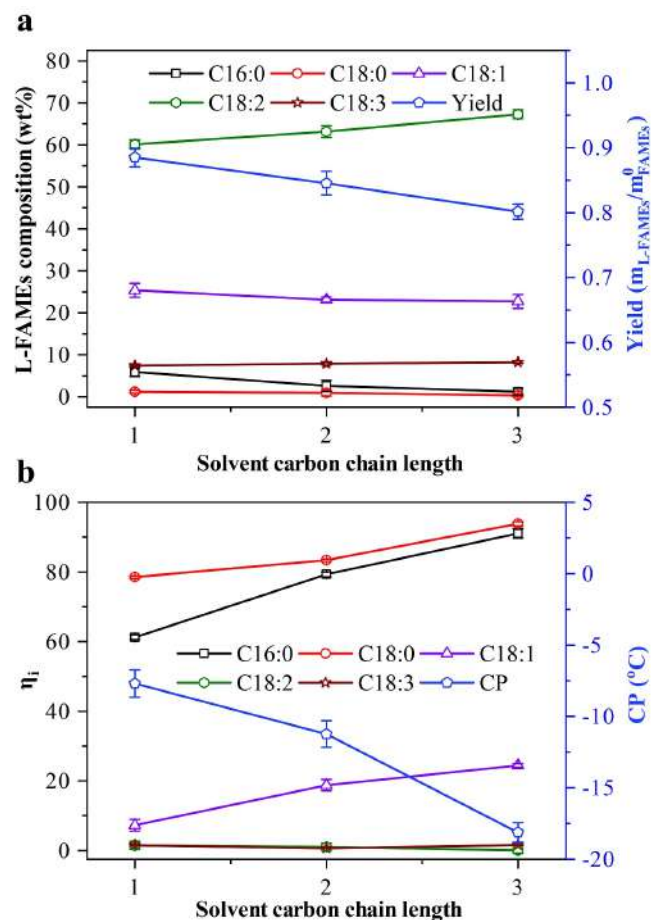 a
80
70
60
50
40
30
20
10
0
L-FAMEs composition (wt%)
C16:0 C18:0 C18:1
C18:2 C18:3 Yield
1.0
0.9
0.8
0.7
0.6
0.5
Yield (m_L-FAMEs/m^0_FAMEs)
1 2 3
Solvent carbon chain length
b
100
80
60
40
20
0
η_i
C16:0 C18:0 C18:1
C18:2 C18:3 CP
5
0
-5
-10
-15
-20
CP (°C)
1 2 3
Solvent carbon chain length